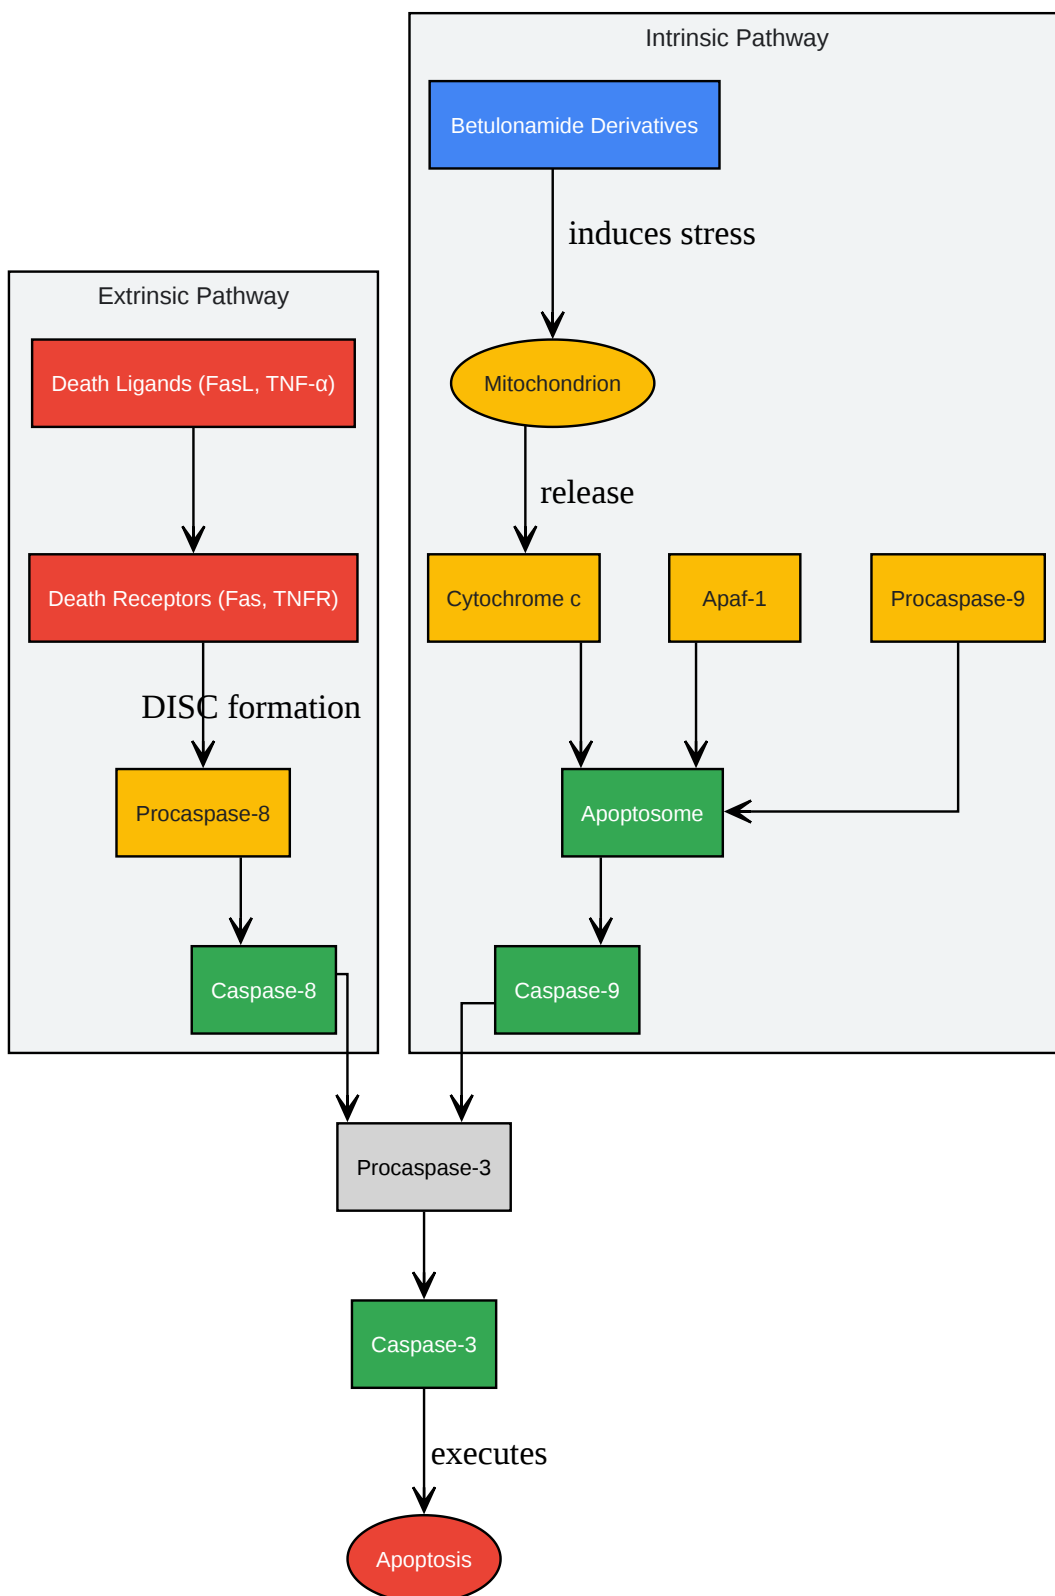 Intrinsic Pathway
Betulonamide Derivatives
induces stress
Mitochondrion
release
Cytochrome c
Apaf-1
Procaspase-9
Apoptosome
Caspase-9
Extrinsic Pathway
Death Ligands (FasL, TNF-α)
Death Receptors (Fas, TNFR)
DISC formation
Procaspase-8
Caspase-8
Procaspase-3
Caspase-3
executes
Apoptosis